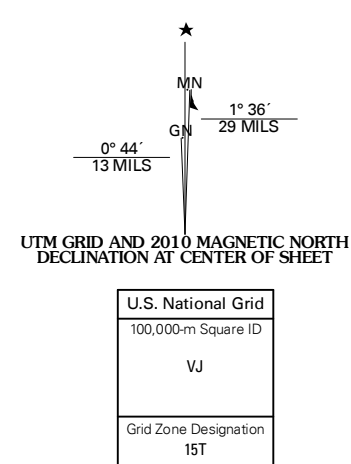 ★
MN
1° 36´
29 MILS
GN
0° 44´
13 MILS
UTM GRID AND 2010 MAGNETIC NORTH
DECLINATION AT CENTER OF SHEET
U.S. National Grid
100,000-m Square ID
VJ
Grid Zone Designation
15T